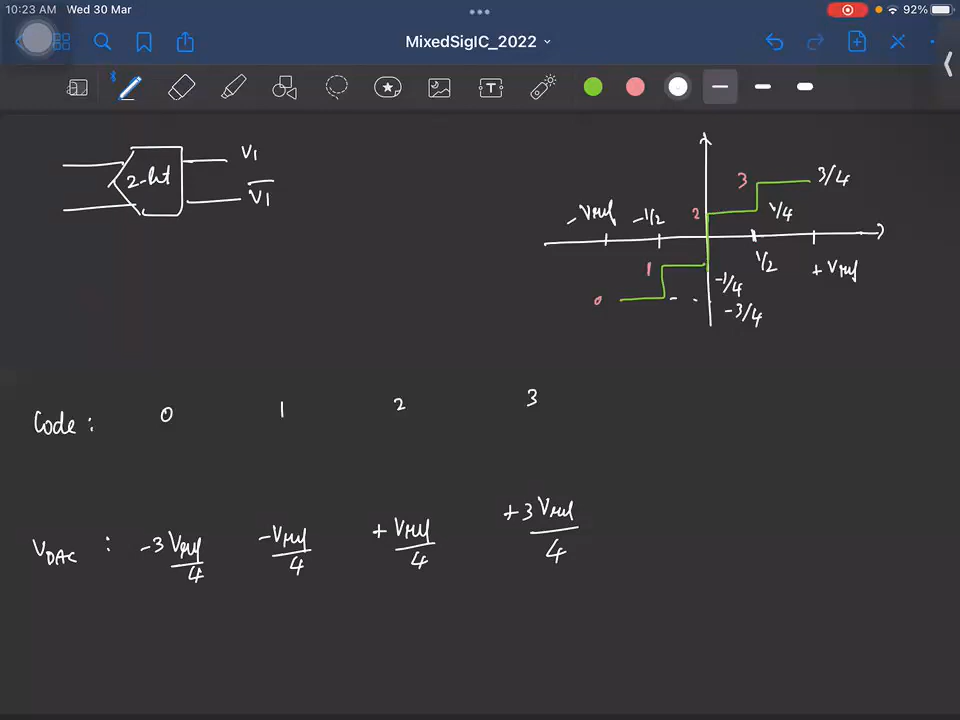 10:23 AM Wed 30 Mar
92%
MixedSigIC_2022
T
2-bit
V1
V1
3
3/4
2
1/4
-Vref
-1/2
1/2
+Vref
1
-1/4
0
-3/4
Code: 0 1 2 3
VDAC : -3Vref/4 -Vref/4 +Vref/4 +3Vref/4